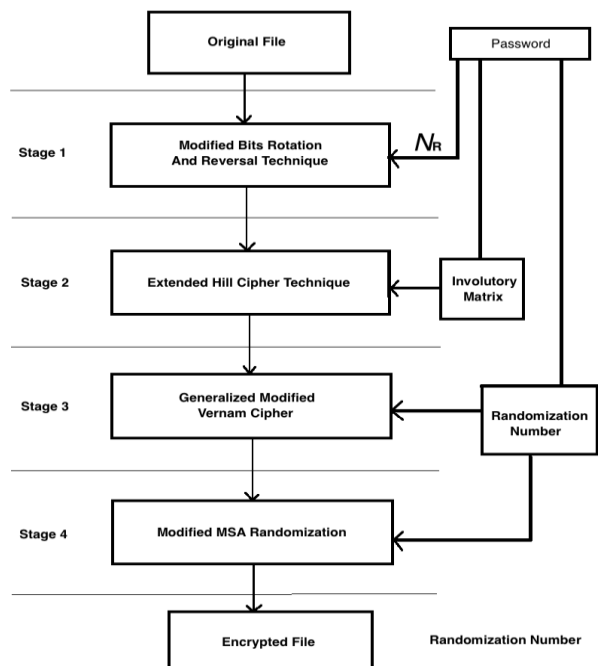 Original File
Password
Stage 1
Modified Bits Rotation
And Reversal Technique
NR
Stage 2
Extended Hill Cipher Technique
Involutory
Matrix
Stage 3
Generalized Modified
Vernam Cipher
Randomization
Number
Stage 4
Modified MSA Randomization
Encrypted File
Randomization Number